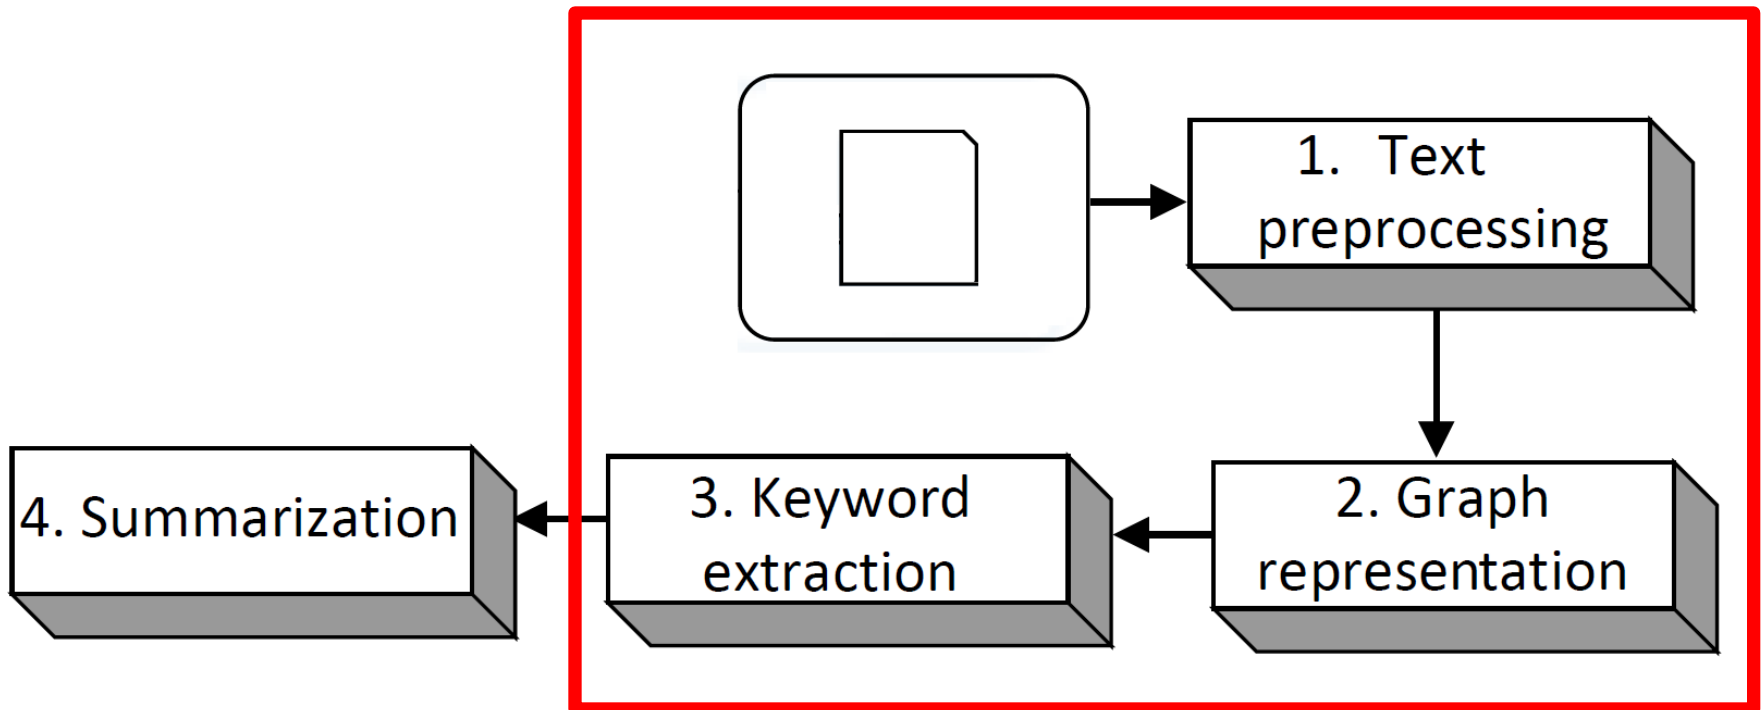 1. Text
preprocessing
2. Graph
representation
3. Keyword
extraction
4. Summarization